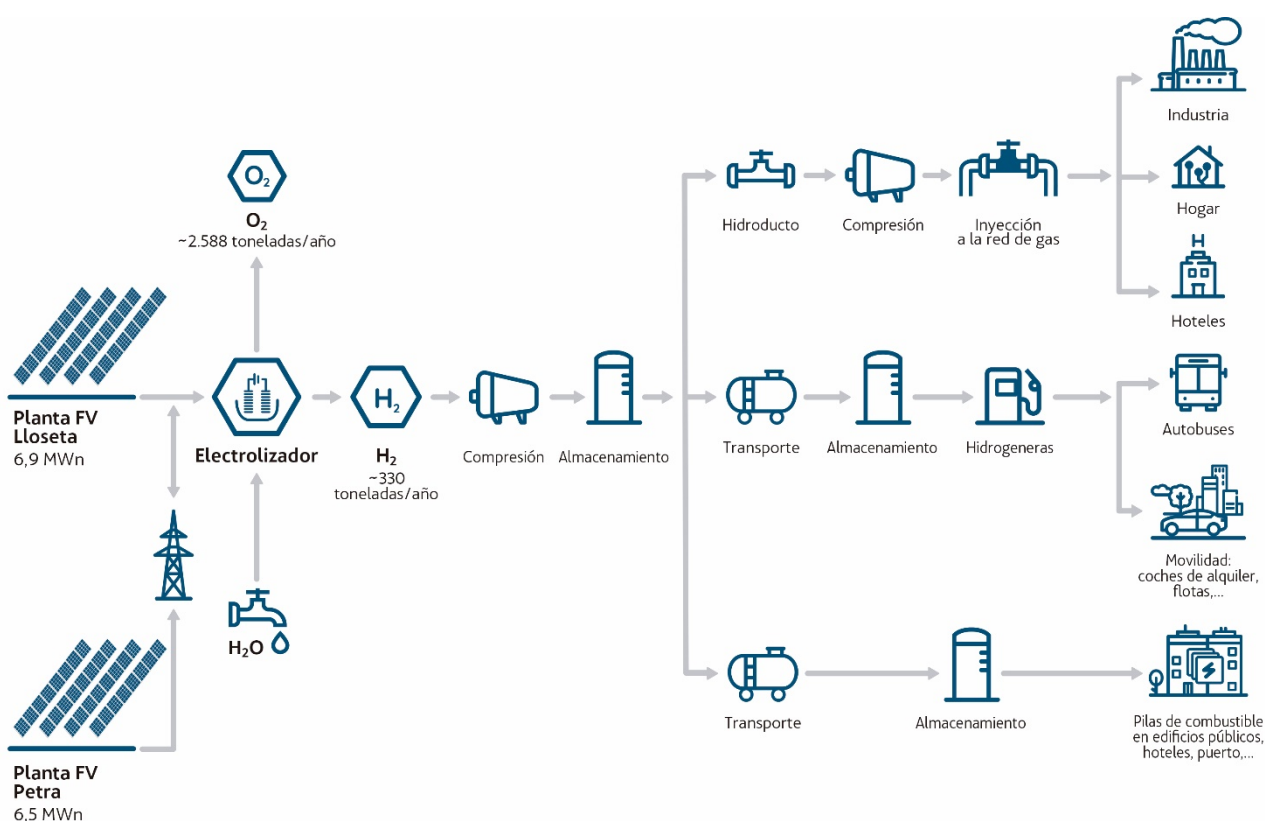 Industria
O₂
O₂
~2.588 toneladas/año
Hidroducto
Compresión
Inyección
a la red de gas
Hogar
H
Hoteles
Planta FV
Lloseta
6,9 MWn
Electrolizador
H₂
H₂
~330
toneladas/año
Compresión
Almacenamiento
Transporte
Almacenamiento
Hidrogeneras
Autobuses
Movilidad:
coches de alquiler,
flotas,...
H₂O
Planta FV
Petra
6,5 MWn
Transporte
Almacenamiento
Pilas de combustible
en edificios públicos,
hoteles, puerto,...